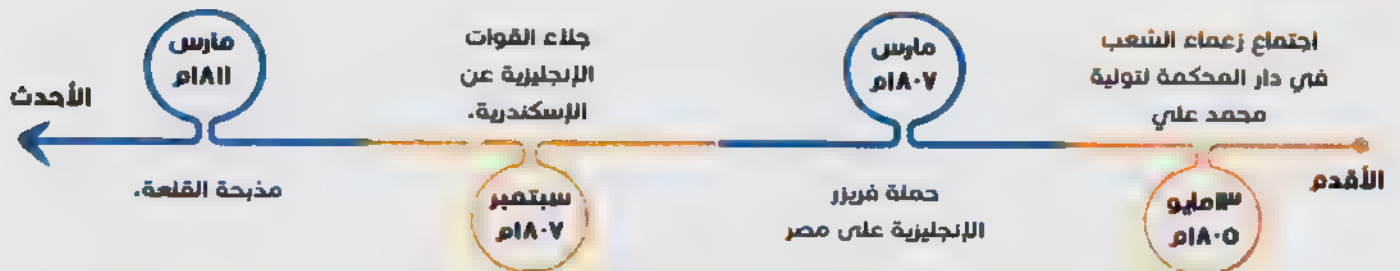 الأقدم
اجتماع زعماء الشعب
في دار المحكمة لتولية
محمد علي
١٣مايو
١٨٠٥م
مارس
١٨٠٧م
حملة فريزر
الإنجليزية على مصر
جلاء القوات
الإنجليزية عن
الإسكندرية.
سبتمبر
١٨٠٧م
مارس
١٨١١م
مذبحة القلعة.
الأحدث